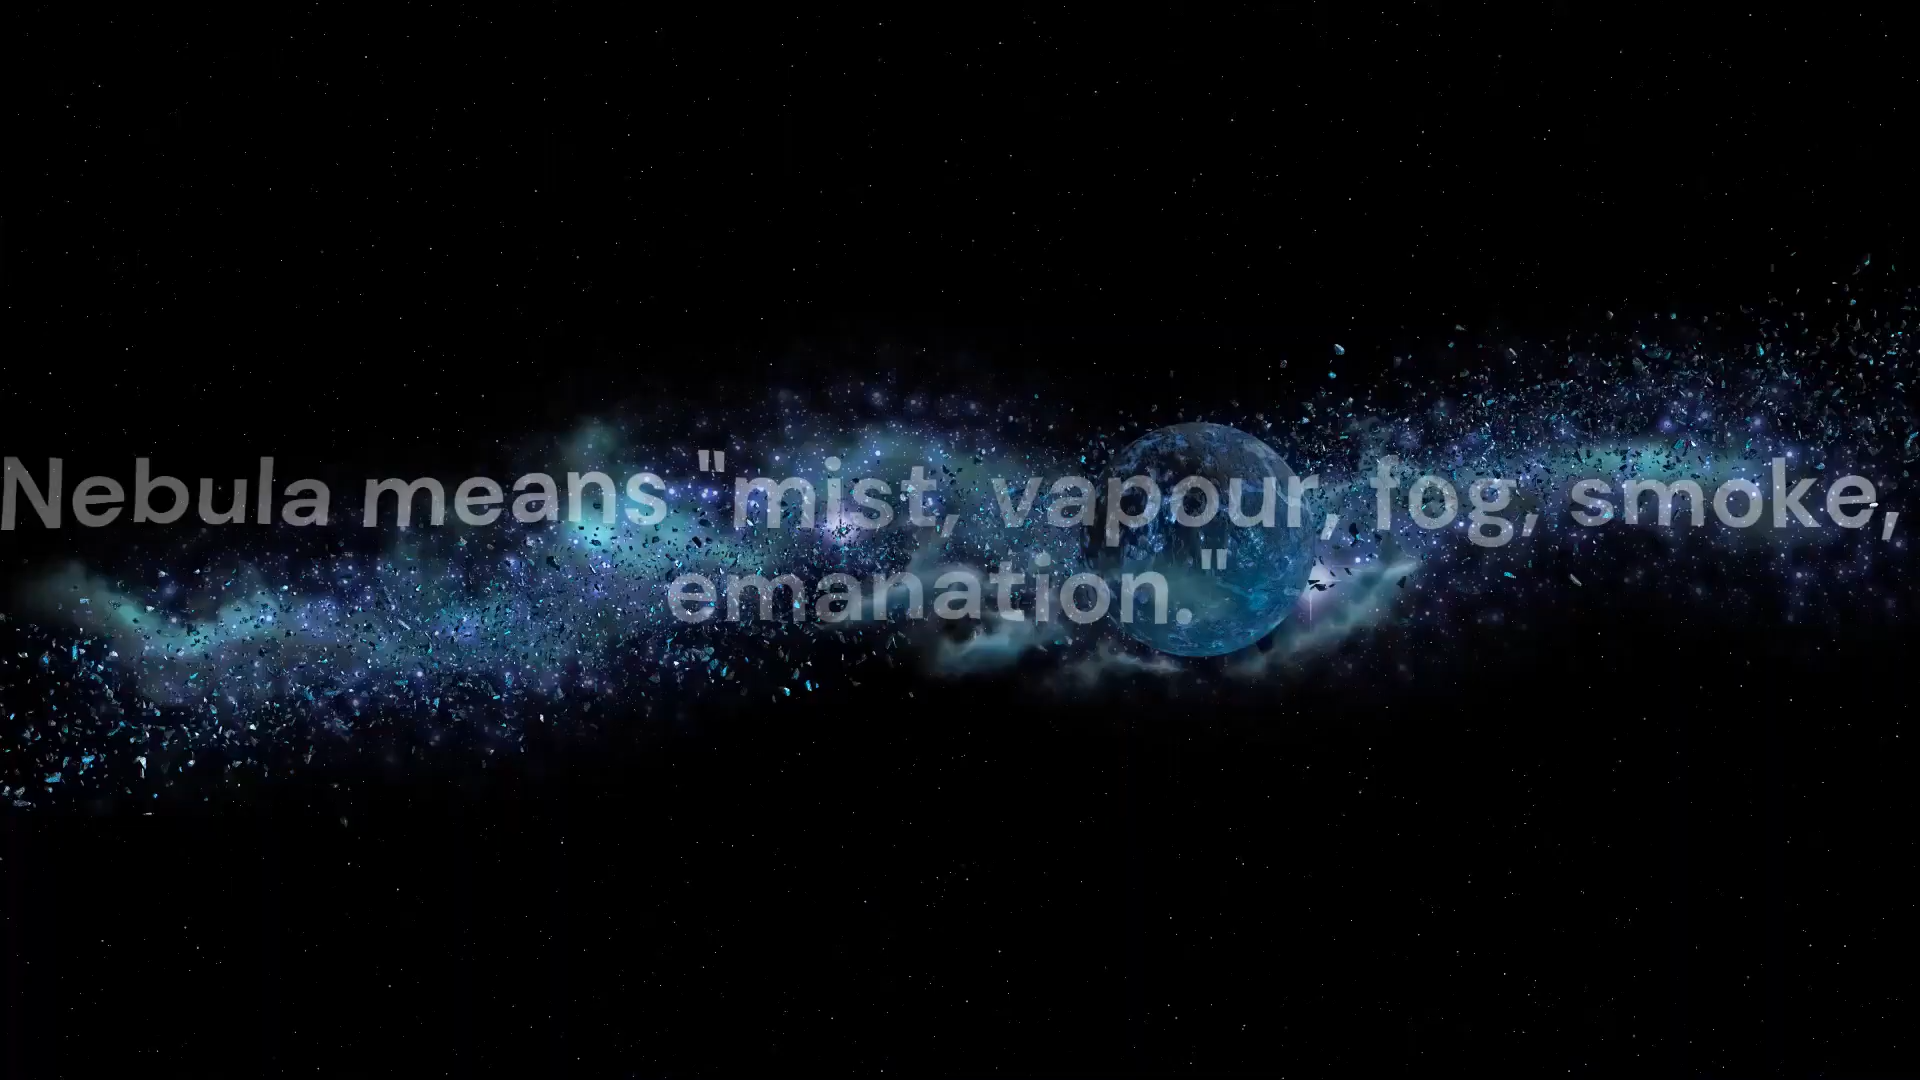 Nebula means "mist, vapour, fog, smoke,
emanation."